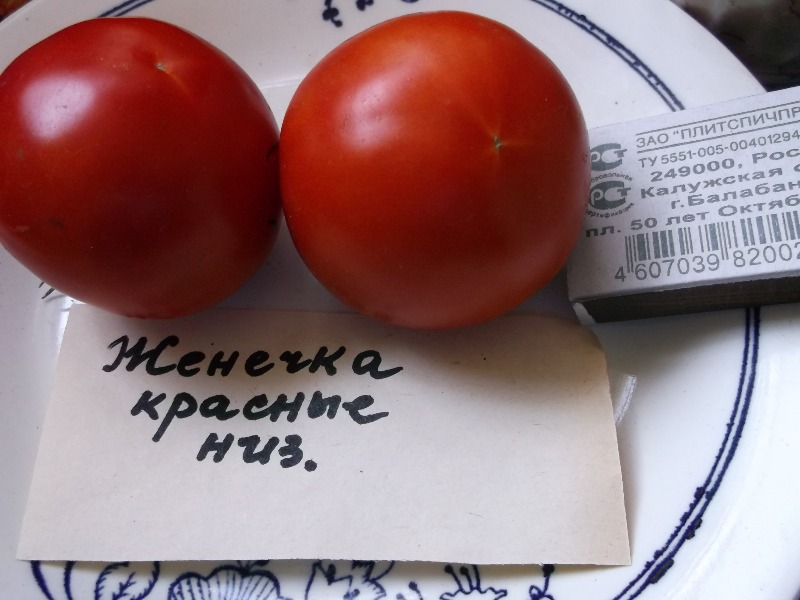 Женечка
красные
низ.
ЗАО "ПЛИТСПИЧПР
ТУ 5551-005-00401294
249000, Рос
Калужская о
г.Балабан
пл. 50 лет Октяб
4 607039 82002